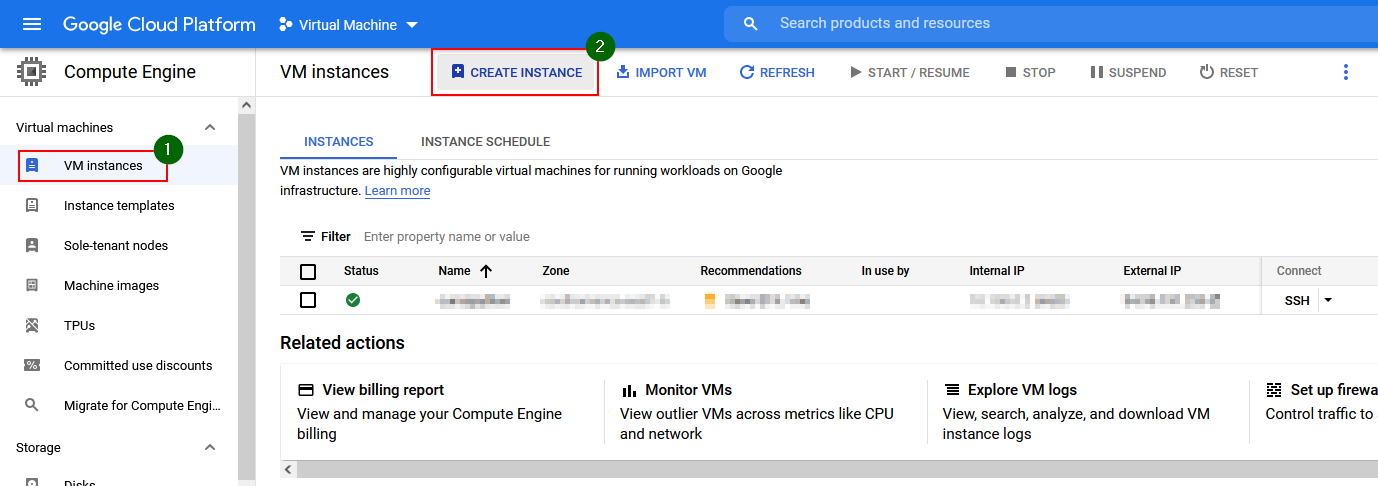 Google Cloud Platform
Virtual Machine
Search products and resources
Compute Engine
VM instances
2
CREATE INSTANCE
IMPORT VM
REFRESH
START / RESUME
STOP
SUSPEND
RESET
Virtual machines
1
VM instances
Instance templates
Sole-tenant nodes
Machine images
TPUs
Committed use discounts
Migrate for Compute Engi...
Storage
Disks
INSTANCES
INSTANCE SCHEDULE
VM instances are highly configurable virtual machines for running workloads on Google
infrastructure. Learn more
Filter
Enter property name or value
Status
Name
Zone
Recommendations
In use by
Internal IP
External IP
Connect
SSH
Related actions
View billing report
View and manage your Compute Engine
billing
Monitor VMs
View outlier VMs across metrics like CPU
and network
Explore VM logs
View, search, analyze, and download VM
instance logs
Set up firewa
Control traffic to